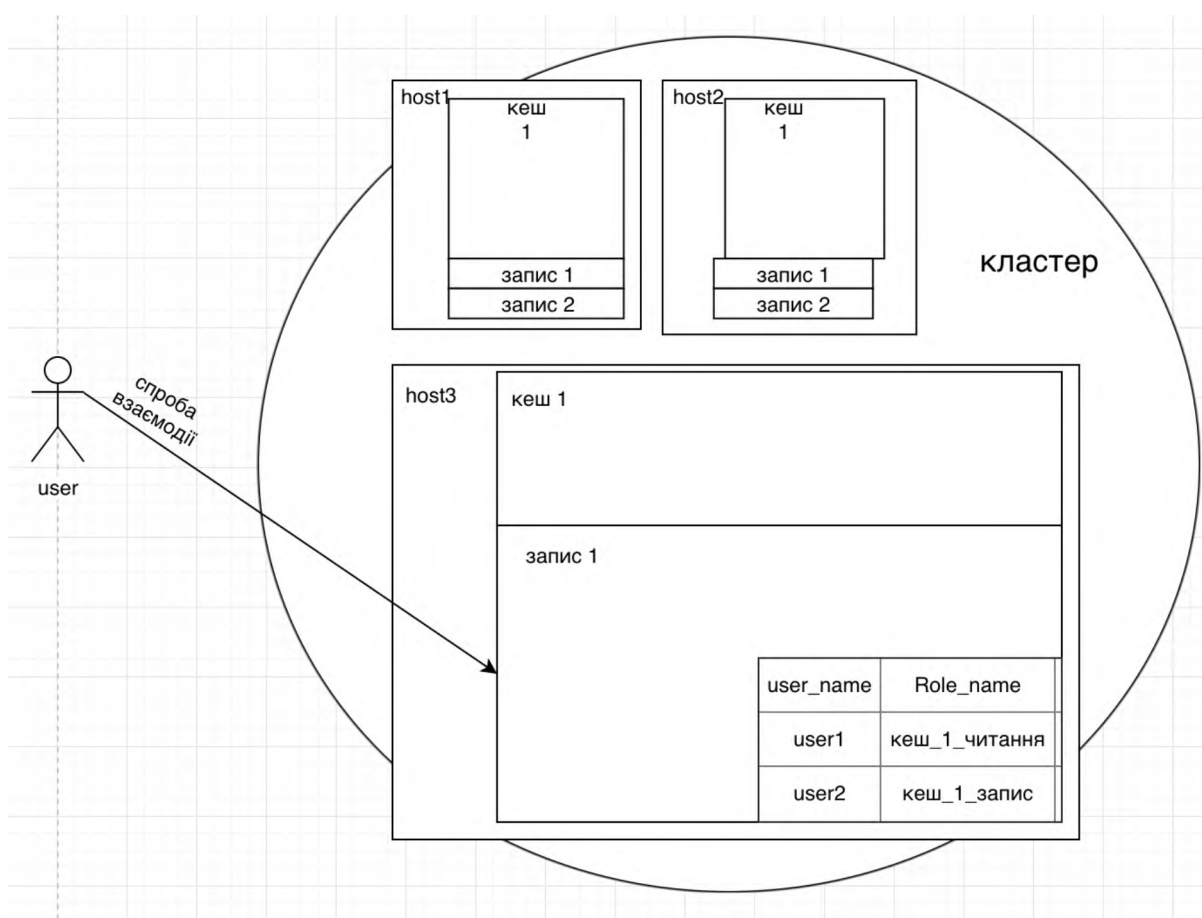 host1
кеш
1
запис 1
запис 2
host2
кеш
1
запис 1
запис 2
кластер
спроба
взаємодії
user
host3
кеш 1
запис 1
user_name Role_name
user1 кеш_1_читання
user2 кеш_1_запис